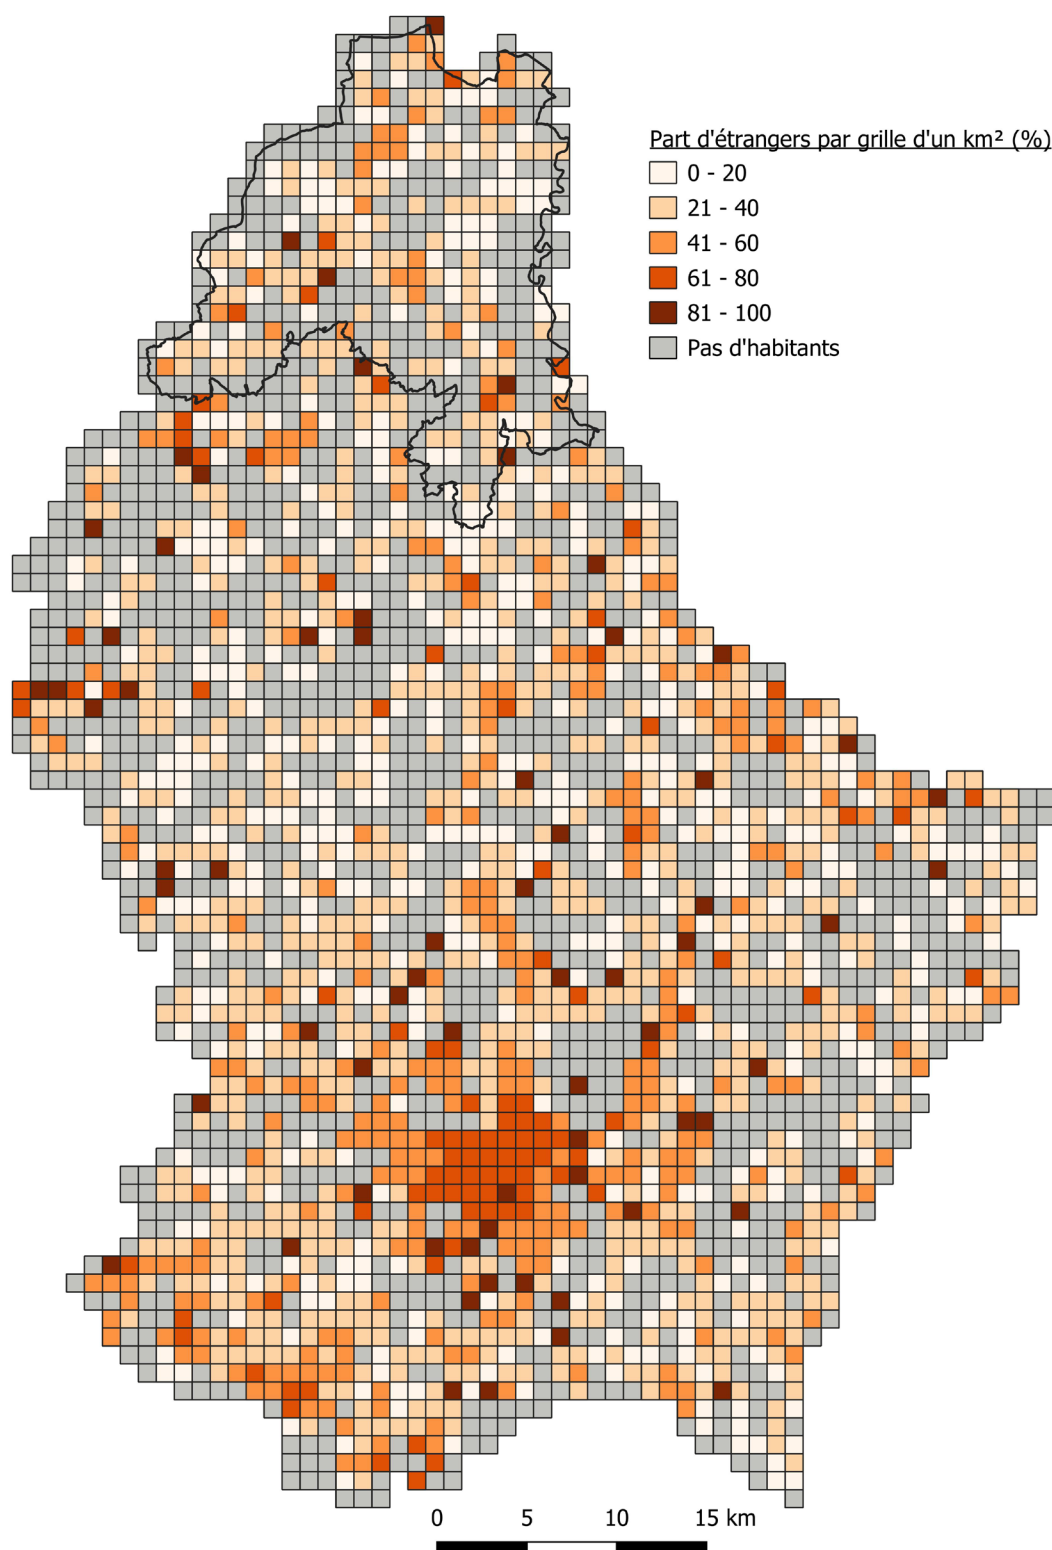 Part d'étrangers par grille d'un km² (%)
0 - 20
21 - 40
41 - 60
61 - 80
81 - 100
Pas d'habitants
0 5 10 15 km